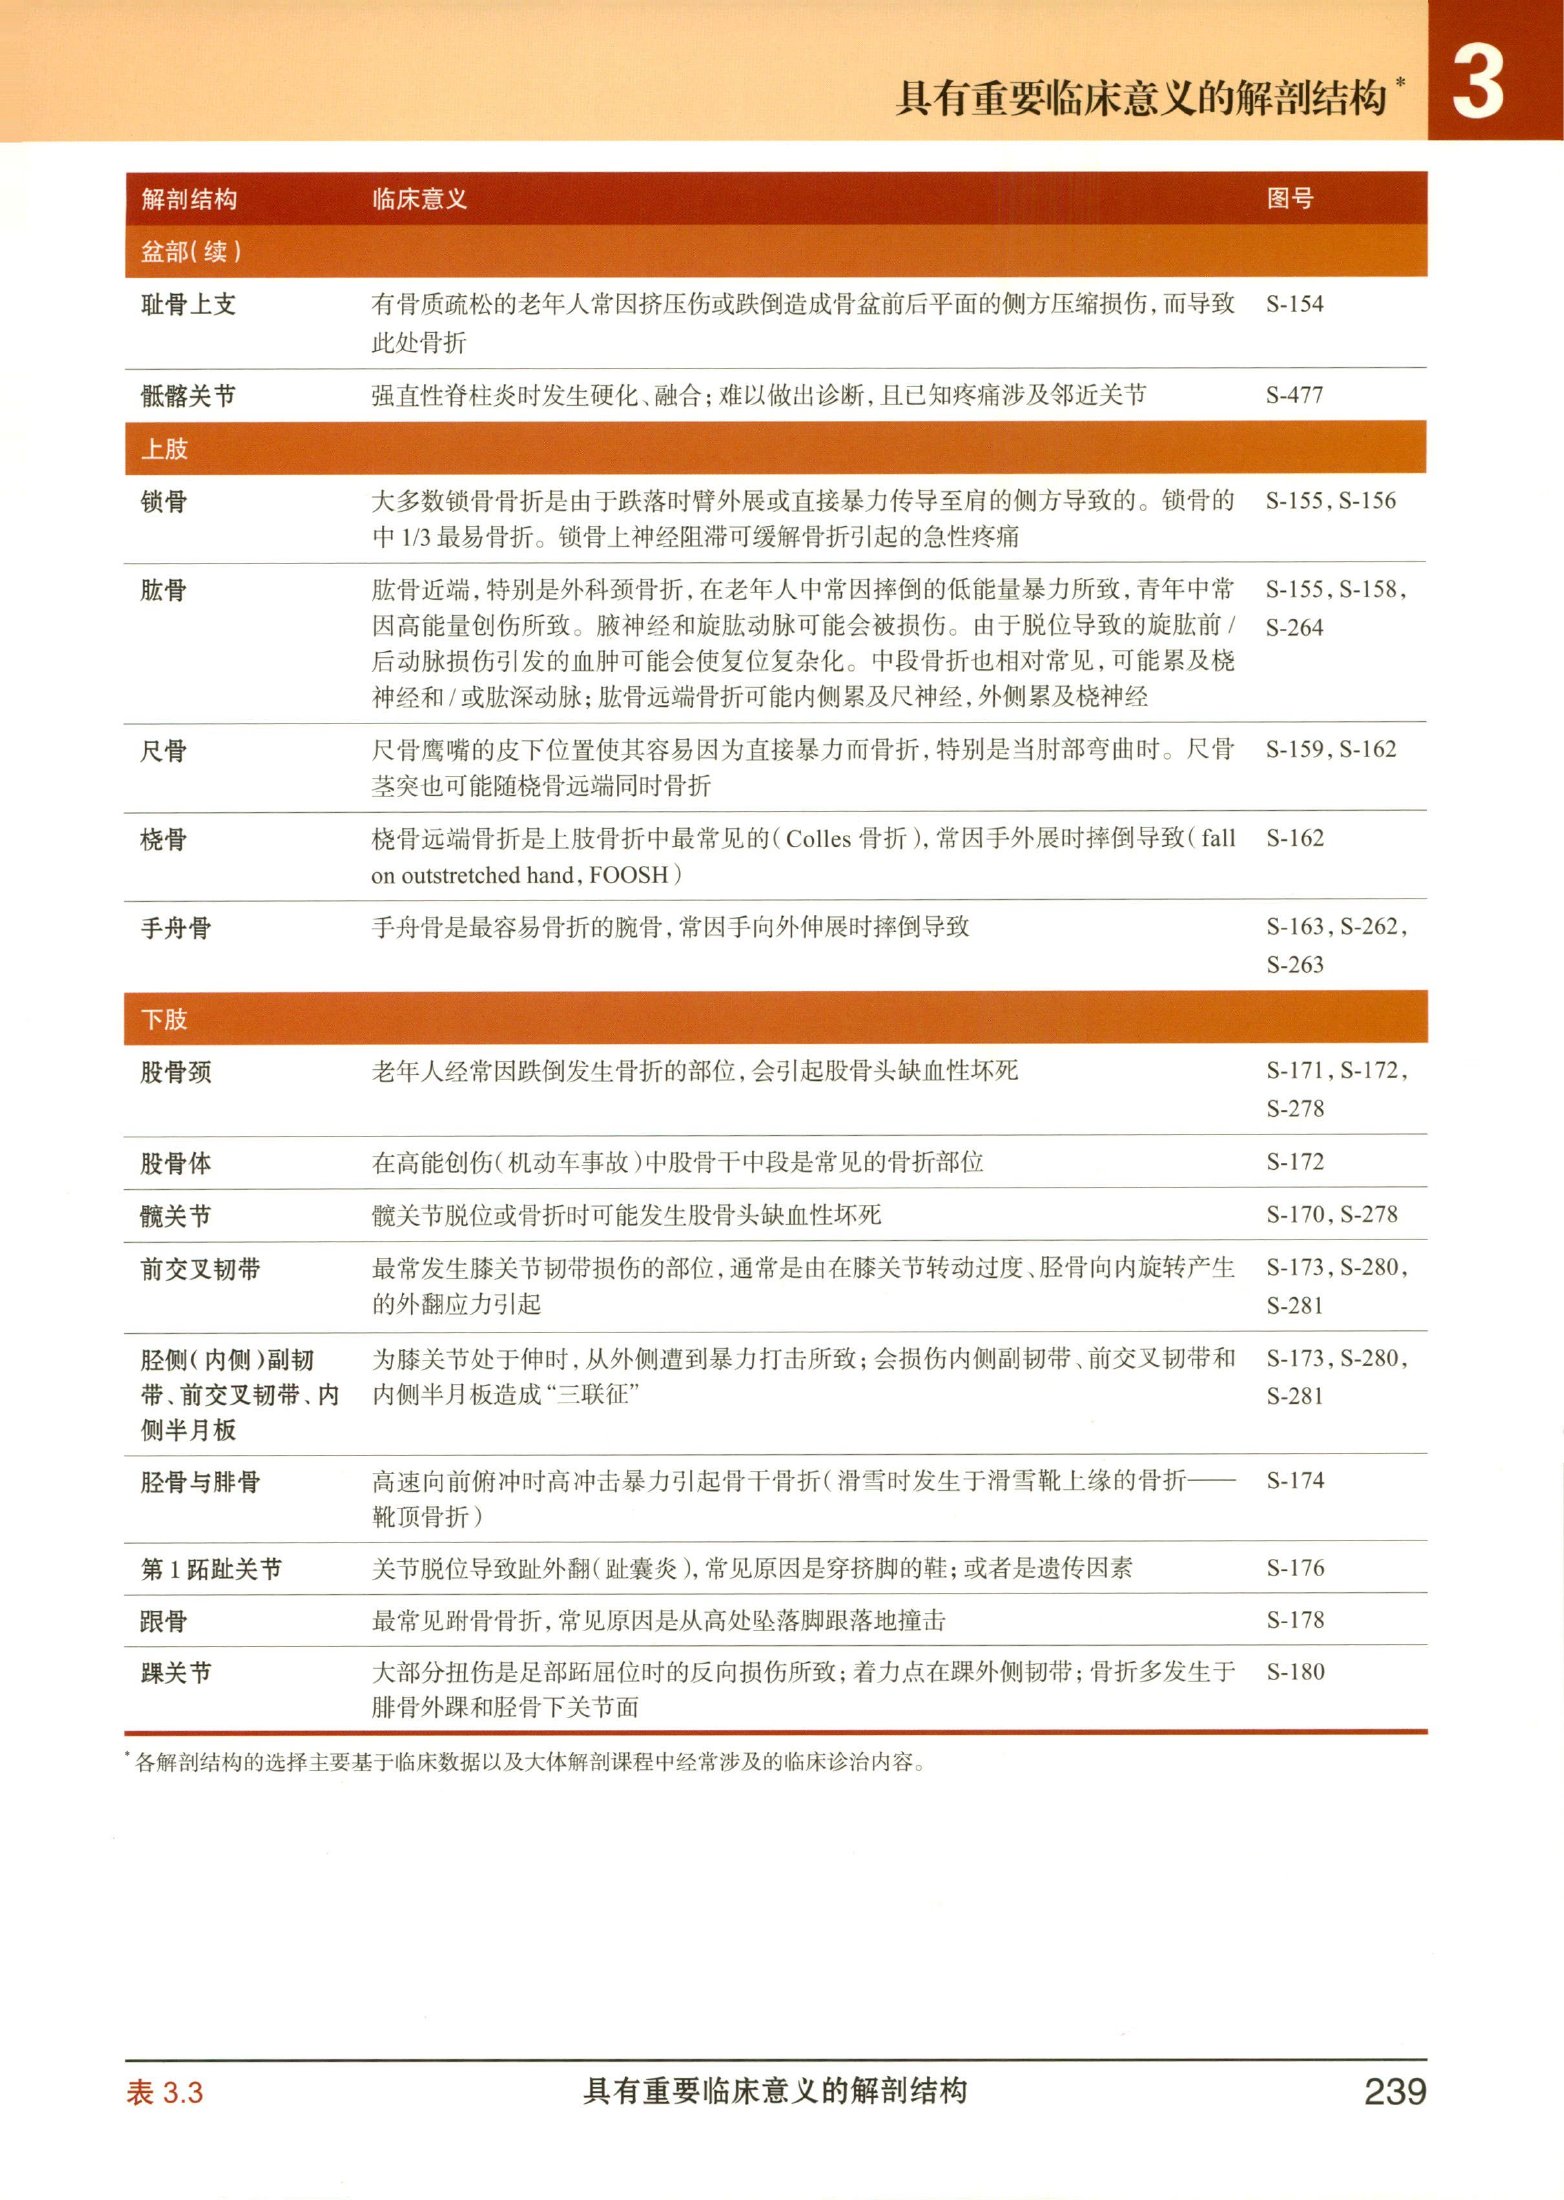 具有重要临床意义的解剖结构* 3
解剖结构 临床意义 图号
盆部(续)
耻骨上支 有骨质疏松的老年人常因挤压伤或跌倒造成骨盆前后平面的侧方压缩损伤,而导致 S-154
此处骨折
骶髂关节 强直性脊柱炎时发生硬化、融合;难以做出诊断,且已知疼痛涉及邻近关节 S-477
上肢
锁骨 大多数锁骨骨折是由于跌落时臂外展或直接暴力传导至肩的侧方导致的。锁骨的 S-155, S-156
中 1/3 最易骨折。锁骨上神经阻滞可缓解骨折引起的急性疼痛
肱骨 肱骨近端,特别是外科颈骨折,在老年人中常因摔倒的低能量暴力所致,青年中常 S-155, S-158,
因高能量创伤所致。腋神经和旋肱动脉可能会被损伤。由于脱位导致的旋肱前 / S-264
后动脉损伤引发的血肿可能会使复位复杂化。中段骨折也相对常见,可能累及桡
神经和 / 或肱深动脉;肱骨远端骨折可能内侧累及尺神经,外侧累及桡神经
尺骨 尺骨鹰嘴的皮下位置使其容易因为直接暴力而骨折,特别是当肘部弯曲时。尺骨 S-159, S-162
茎突也可能随桡骨远端同时骨折
桡骨 桡骨远端骨折是上肢骨折中最常见的(Colles 骨折),常因手外展时摔倒导致(fall S-162
on outstretched hand, FOOSH)
手舟骨 手舟骨是最容易骨折的腕骨,常因手向外伸展时摔倒导致 S-163, S-262,
S-263
下肢
股骨颈 老年人经常因跌倒发生骨折的部位,会引起股骨头缺血性坏死 S-171, S-172,
S-278
股骨体 在高能创伤(机动车事故)中股骨干中段是常见的骨折部位 S-172
髋关节 髋关节脱位或骨折时可能发生股骨头缺血性坏死 S-170, S-278
前交叉韧带 最常发生膝关节韧带损伤的部位,通常是由在膝关节转动过度、胫骨向内旋转产生 S-173, S-280,
的外翻应力引起 S-281
胫侧(内侧)副韧 为膝关节处于伸时,从外侧遭到暴力打击所致;会损伤内侧副韧带、前交叉韧带和 S-173, S-280,
带、前交叉韧带、内 内侧半月板造成“三联征” S-281
侧半月板
胫骨与腓骨 高速向前俯冲时高冲击暴力引起骨干骨折(滑雪时发生于滑雪靴上缘的骨折—— S-174
靴顶骨折)
第 1 跖趾关节 关节脱位导致趾外翻(趾囊炎),常见原因是穿挤脚的鞋;或者是遗传因素 S-176
跟骨 最常见跗骨骨折,常见原因是从高处坠落脚跟落地撞击 S-178
踝关节 大部分扭伤是足部跖屈位时的反向损伤所致;着力点在踝外侧韧带;骨折多发生于 S-180
腓骨外踝和胫骨下关节面
*各解剖结构的选择主要基于临床数据以及大体解剖课程中经常涉及的临床诊治内容。
表 3.3 具有重要临床意义的解剖结构 239